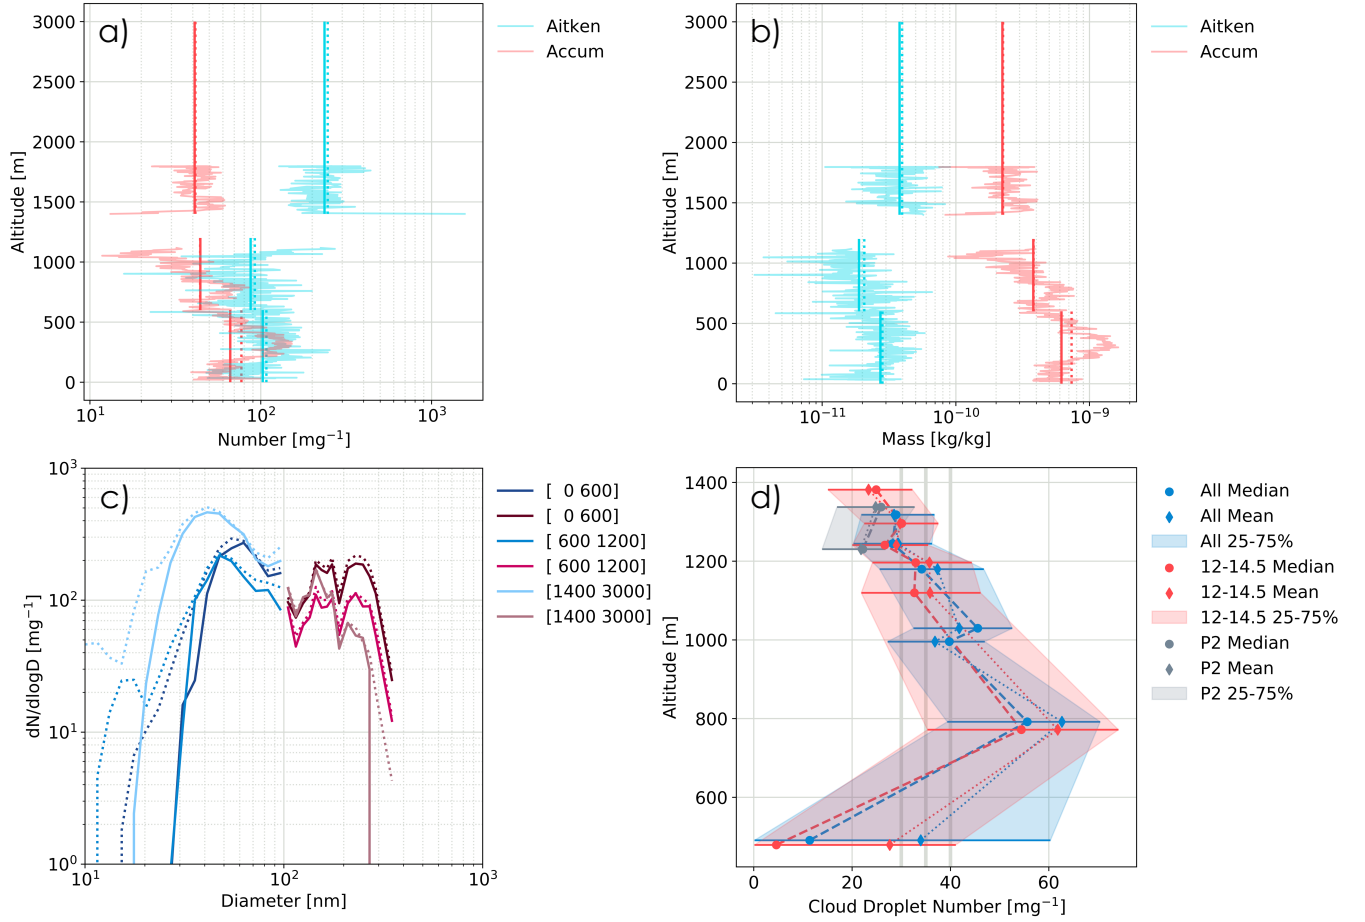 a)
3000
2500
2000
1500
1000
500
0
Altitude [m]
10¹
10²
10³
Number [mg⁻¹]
Aitken
Accum
b)
3000
2500
2000
1500
1000
500
0
Altitude [m]
10⁻¹¹
10⁻¹⁰
10⁻⁹
Mass [kg/kg]
Aitken
Accum
c)
10³
10²
10¹
10⁰
dN/dlogD [mg⁻¹]
10¹
10²
10³
Diameter [nm]
[ 0 600]
[ 0 600]
[ 600 1200]
[ 600 1200]
[1400 3000]
[1400 3000]
d)
1400
1200
1000
800
600
Altitude [m]
0
20
40
60
Cloud Droplet Number [mg⁻¹]
All Median
All Mean
All 25-75%
12-14.5 Median
12-14.5 Mean
12-14.5 25-75%
P2 Median
P2 Mean
P2 25-75%